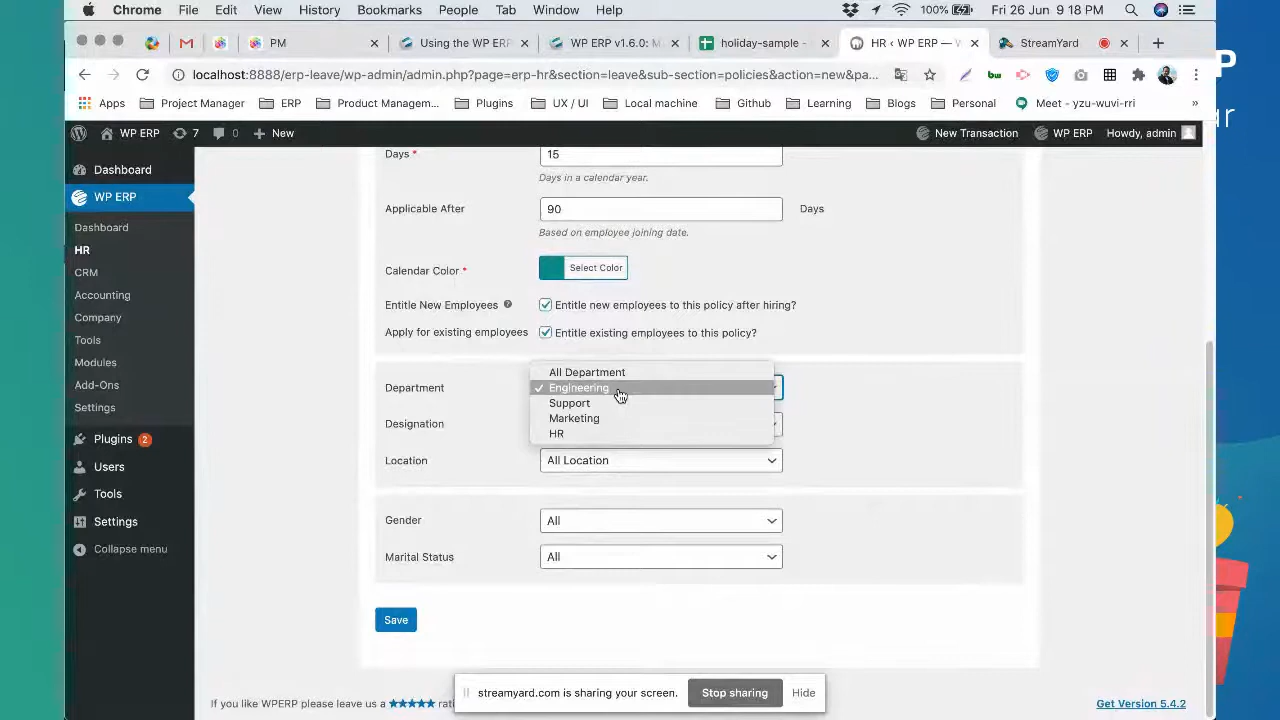 Chrome File Edit View History Bookmarks People Tab Window Help 100% Fri 26 Jun 9:18 PM
PM Using the WP ERP WP ERP v1.6.0: M holiday-sample - HR ‹ WP ERP — W StreamYard
localhost:8888/erp-leave/wp-admin/admin.php?page=erp-hr&section=leave&sub-section=policies&action=new&pa...
Apps Project Manager ERP Product Managem... Plugins UX / UI Local machine Github Learning Blogs Personal Meet - yzu-wuvi-rri »
WP ERP 7 0 New New Transaction WP ERP Howdy, admin
Dashboard
WP ERP
Dashboard
HR
CRM
Accounting
Company
Tools
Modules
Add-Ons
Settings
Plugins 2
Users
Tools
Settings
Collapse menu
Days * 15
Days in a calendar year.
Applicable After 90 Days
Based on employee joining date.
Calendar Color * Select Color
Entitle New Employees Entitle new employees to this policy after hiring?
Apply for existing employees Entitle existing employees to this policy?
Department
All Department
✓ Engineering
Support
Marketing
HR
Designation
Location All Location
Gender All
Marital Status All
Save
If you like WPERP please leave us a ★★★★★ rati
streamyard.com is sharing your screen. Stop sharing Hide
Get Version 5.4.2
P
ar